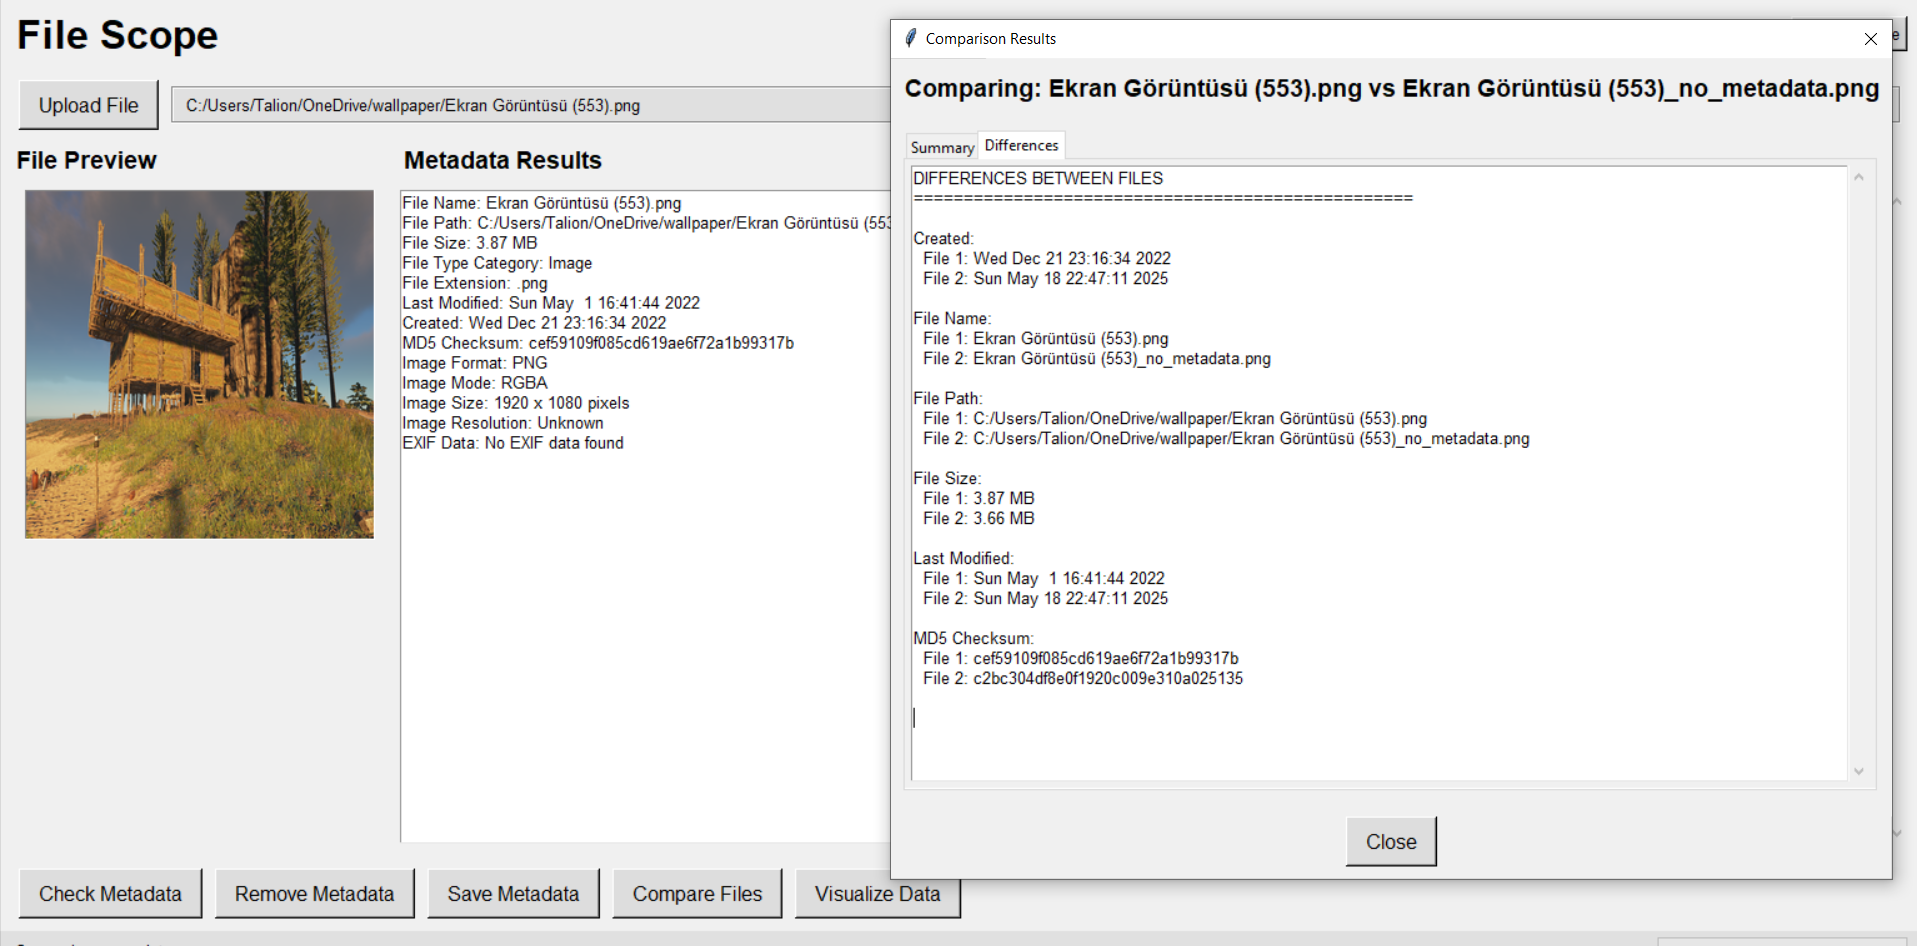 File Scope
Upload File
C:/Users/Talion/OneDrive/wallpaper/Ekran Görüntüsü (553).png
File Preview
Metadata Results
File Name: Ekran Görüntüsü (553).png
File Path: C:/Users/Talion/OneDrive/wallpaper/Ekran Görüntüsü (553
File Size: 3.87 MB
File Type Category: Image
File Extension: .png
Last Modified: Sun May  1 16:41:44 2022
Created: Wed Dec 21 23:16:34 2022
MD5 Checksum: cef59109f085cd619ae6f72a1b99317b
Image Format: PNG
Image Mode: RGBA
Image Size: 1920 x 1080 pixels
Image Resolution: Unknown
EXIF Data: No EXIF data found
Check Metadata
Remove Metadata
Save Metadata
Compare Files
Visualize Data
Comparison Results
Comparing: Ekran Görüntüsü (553).png vs Ekran Görüntüsü (553)_no_metadata.png
Summary
Differences
DIFFERENCES BETWEEN FILES
==================================================
Created:
File 1: Wed Dec 21 23:16:34 2022
File 2: Sun May 18 22:47:11 2025
File Name:
File 1: Ekran Görüntüsü (553).png
File 2: Ekran Görüntüsü (553)_no_metadata.png
File Path:
File 1: C:/Users/Talion/OneDrive/wallpaper/Ekran Görüntüsü (553).png
File 2: C:/Users/Talion/OneDrive/wallpaper/Ekran Görüntüsü (553)_no_metadata.png
File Size:
File 1: 3.87 MB
File 2: 3.66 MB
Last Modified:
File 1: Sun May  1 16:41:44 2022
File 2: Sun May 18 22:47:11 2025
MD5 Checksum:
File 1: cef59109f085cd619ae6f72a1b99317b
File 2: c2bc304df8e0f1920c009e310a025135
Close